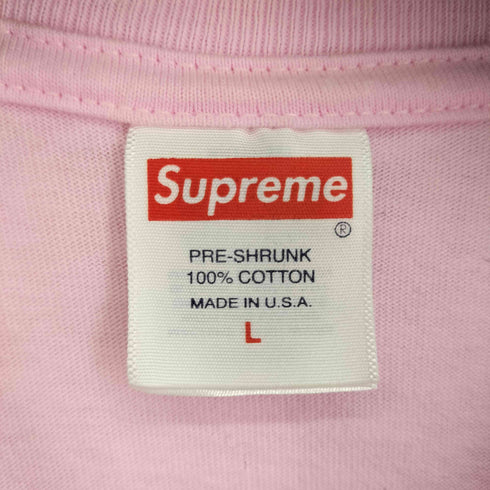 Supreme
®
PRE-SHRUNK
100% COTTON
MADE IN U.S.A.
L